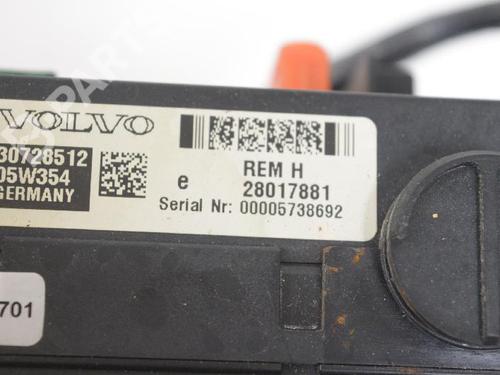 VOLVO
30728512
05W354
GERMANY
REM H
e
28017881
Serial Nr: 00005738692
701